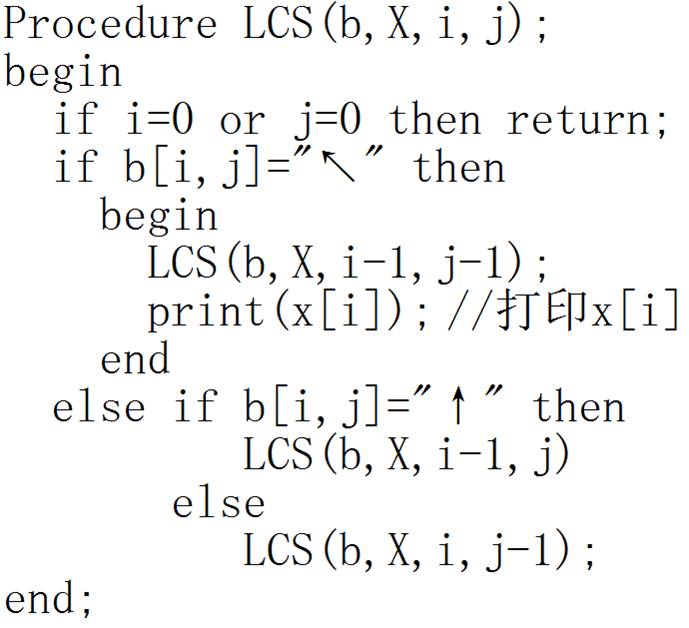 Procedure LCS(b,X,i,j);
begin
  if i=0 or j=0 then return;
  if b[i,j]="↖" then
    begin
      LCS(b,X,i-1,j-1);
      print(x[i]); //打印x[i]
    end
  else if b[i,j]="↑" then
          LCS(b,X,i-1,j)
       else
          LCS(b,X,i,j-1);
end;